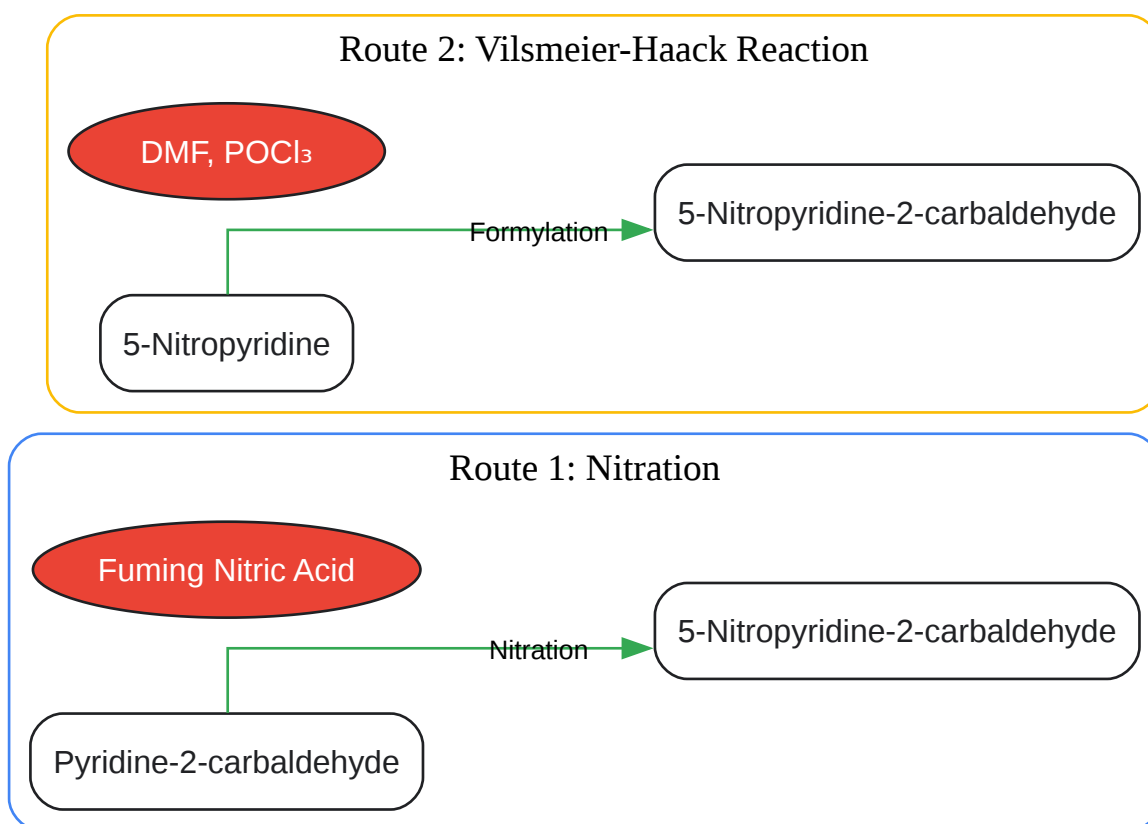 Route 2: Vilsmeier-Haack Reaction
DMF, POCl₃
5-Nitropyridine-2-carbaldehyde
Formylation
5-Nitropyridine
Route 1: Nitration
Fuming Nitric Acid
5-Nitropyridine-2-carbaldehyde
Nitration
Pyridine-2-carbaldehyde